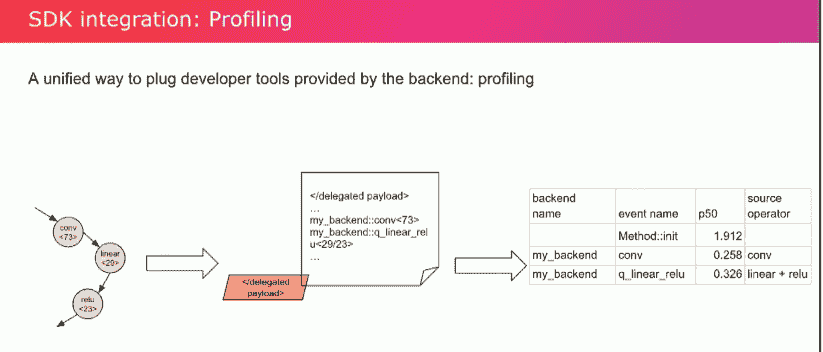 SDK integration: Profiling
A unified way to plug developer tools provided by the backend: profiling
conv
<73>
linear
<29>
relu
<23>
</delegated
payload>
</delegated payload>
...
my_backend::conv<73>
my_backend::q_linear_rel
u<29/23>
...
backend name event name p50 source operator
Method::init 1.912
my_backend conv 0.258 conv
my_backend q_linear_relu 0.326 linear + relu